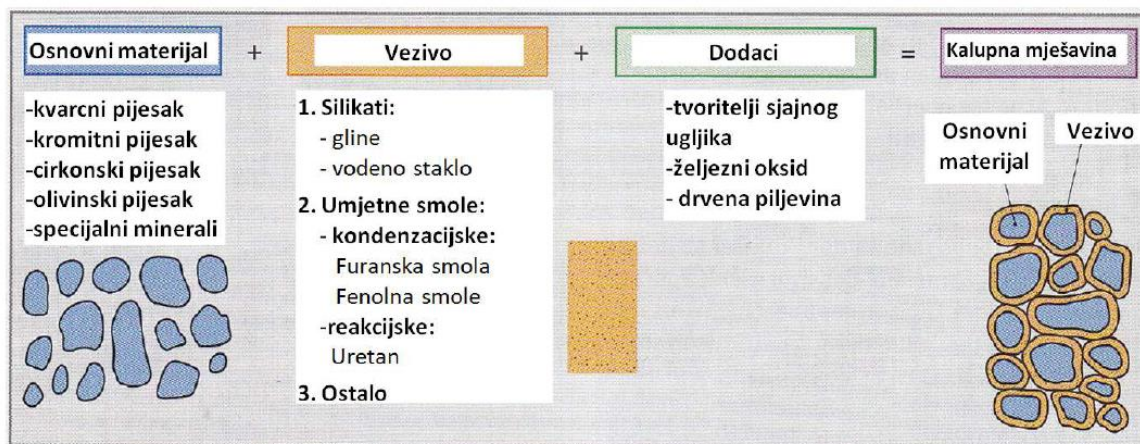 Osnovni materijal + Vezivo + Dodaci = Kalupna mješavina
-kvarcni pijesak
-kromitni pijesak
-cirkonski pijesak
-olivinski pijesak
-specijalni minerali
1. Silikati:
- gline
- vodeno staklo
2. Umjetne smole:
- kondenzacijske:
Furanska smola
Fenolna smole
-reakcijske:
Uretan
3. Ostalo
-tvoritelji sjajnog
ugljika
-željezni oksid
- drvena piljevina
Osnovni
materijal
Vezivo